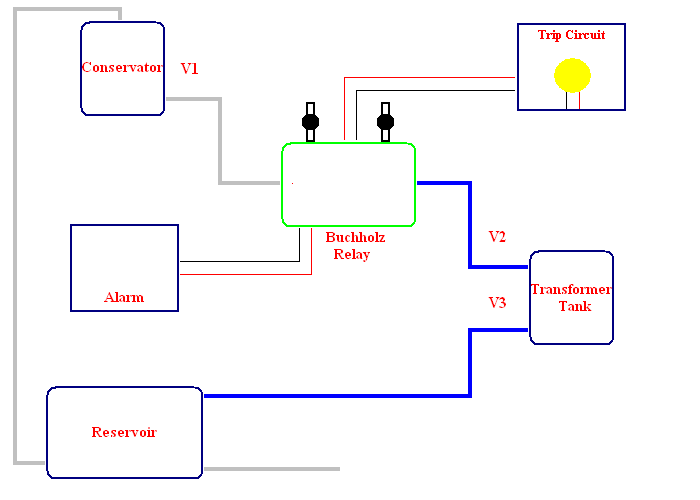 Trip Circuit
Conservator
V1
Buchholz
Relay
V2
Alarm
Transformer
Tank
V3
Reservoir